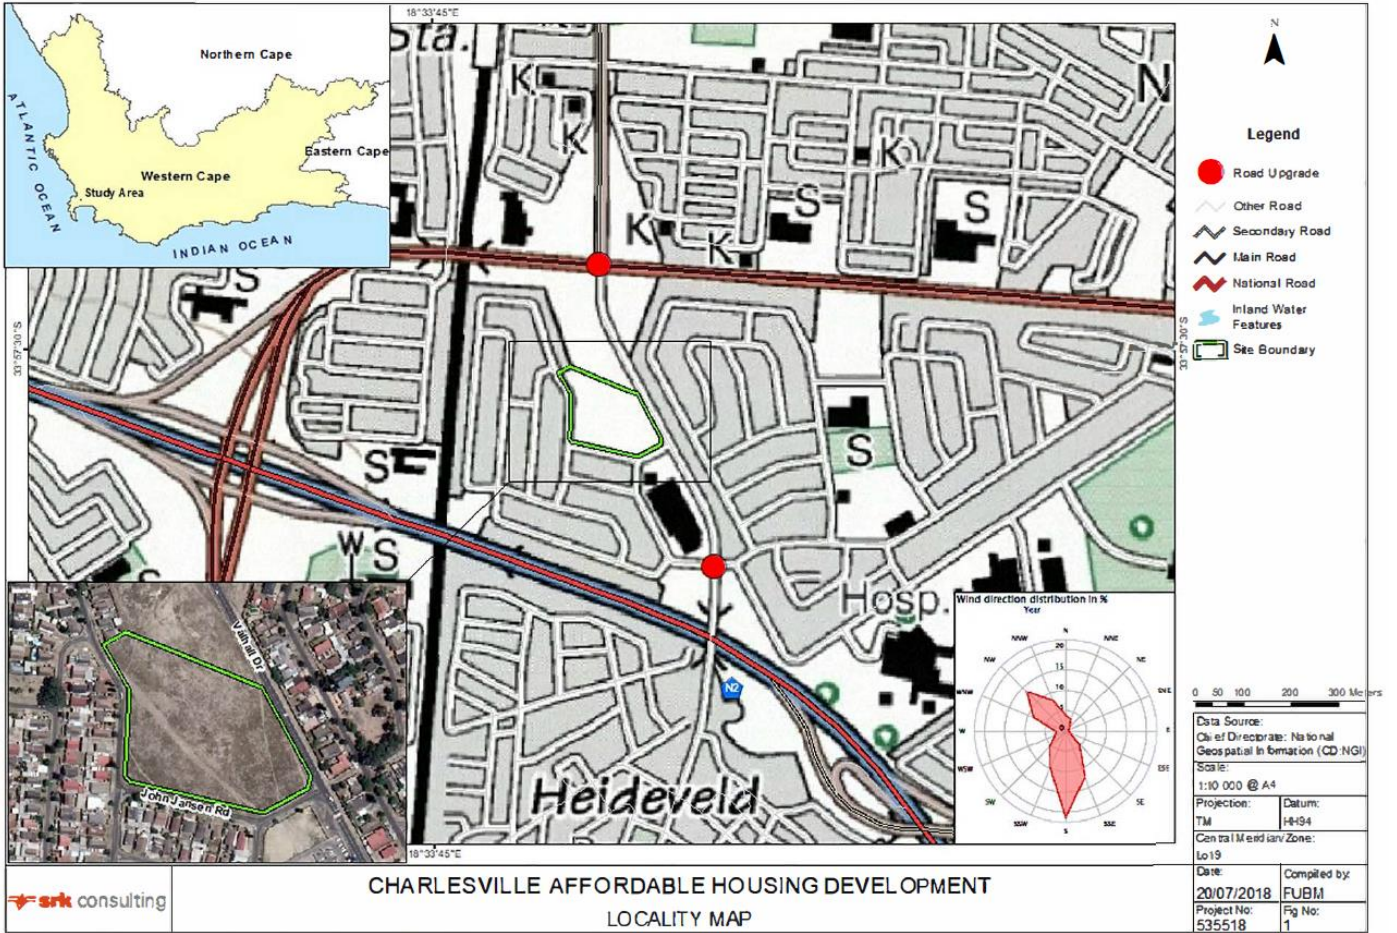 18°33'45"E
Northern Cape
Eastern Cape
Western Cape
Study Area
ATLANTIC OCEAN
INDIAN OCEAN
Sta.
K
K
N
K
S
S
K
K
S
S
S
W
S
Hosp.
N2
Heideveld
33°57'30"S
33°57'30"S
18°33'45"E
Valhall Dr
John Jansen Rd
Wind direction distribution in %
Year
N
NNE
NE
ENE
E
ESE
SE
SSE
S
SSW
SW
WSW
W
WNW
NW
NNW
20
15
10
5
0
N
Legend
Road Upgrade
Other Road
Secondary Road
Main Road
National Road
Inland Water
Features
Site Boundary
0 50 100 200 300 Meters
Data Source:
Chief Directorate: National
Geospatial Information (CD:NGI)
Scale:
1:10 000 @ A4
Projection:
TM
Datum:
HH94
Central Meridian/Zone:
Lo19
Date:
20/07/2018
Compiled by:
FUBM
Project No:
535518
Fig No:
1
srk consulting
CHARLESVILLE AFFORDABLE HOUSING DEVELOPMENT
LOCALITY MAP